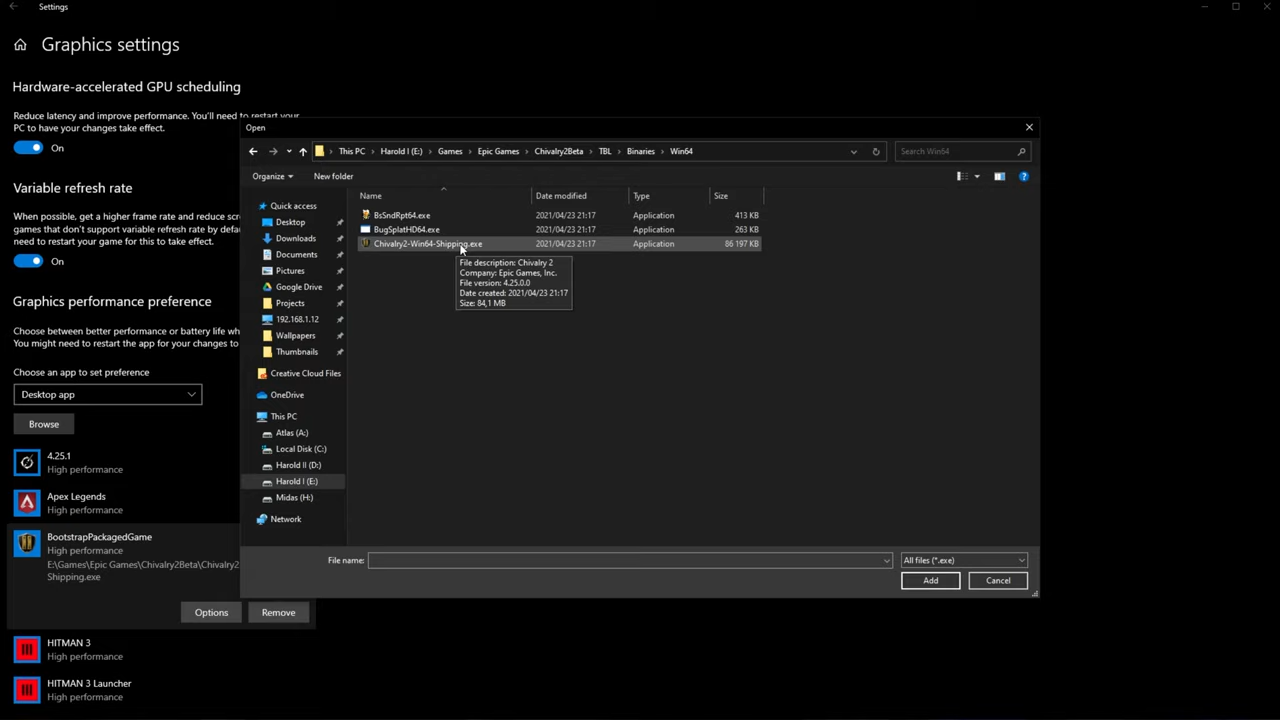 Settings
Graphics settings
Hardware-accelerated GPU scheduling
Reduce latency and improve performance. You'll need to restart your
PC to have your changes take effect.
On
Variable refresh rate
When possible, get a higher frame rate and reduce scr
games that don't support variable refresh rate by defa
need to restart your game for this to take effect.
On
Graphics performance preference
Choose between better performance or battery life wh
You might need to restart the app for your changes to
Choose an app to set preference
Desktop app
Browse
4.25.1
High performance
Apex Legends
High performance
BootstrapPackagedGame
High performance
E:\Games\Epic Games\Chivalry2Beta\Chivalry2
Shipping.exe
Options
Remove
HITMAN 3
High performance
HITMAN 3 Launcher
High performance
Open
This PC > Harold I (E:) > Games > Epic Games > Chivalry2Beta > TBL > Binaries > Win64
Search Win64
Organize
New folder
Name
Date modified
Type
Size
Quick access
Desktop
Downloads
Documents
Pictures
Google Drive
Projects
192.168.1.12
Wallpapers
Thumbnails
Creative Cloud Files
OneDrive
This PC
Atlas (A:)
Local Disk (C:)
Harold II (D:)
Harold I (E:)
Midas (H:)
Network
BsSndRpt64.exe 2021/04/23 21:17 Application 413 KB
BugSplatHD64.exe 2021/04/23 21:17 Application 263 KB
Chivalry2-Win64-Shipping.exe 2021/04/23 21:17 Application 86 197 KB
File description: Chivalry 2
Company: Epic Games, Inc.
File version: 4.25.0.0
Date created: 2021/04/23 21:17
Size: 84,1 MB
File name:
All files (*.exe)
Add
Cancel